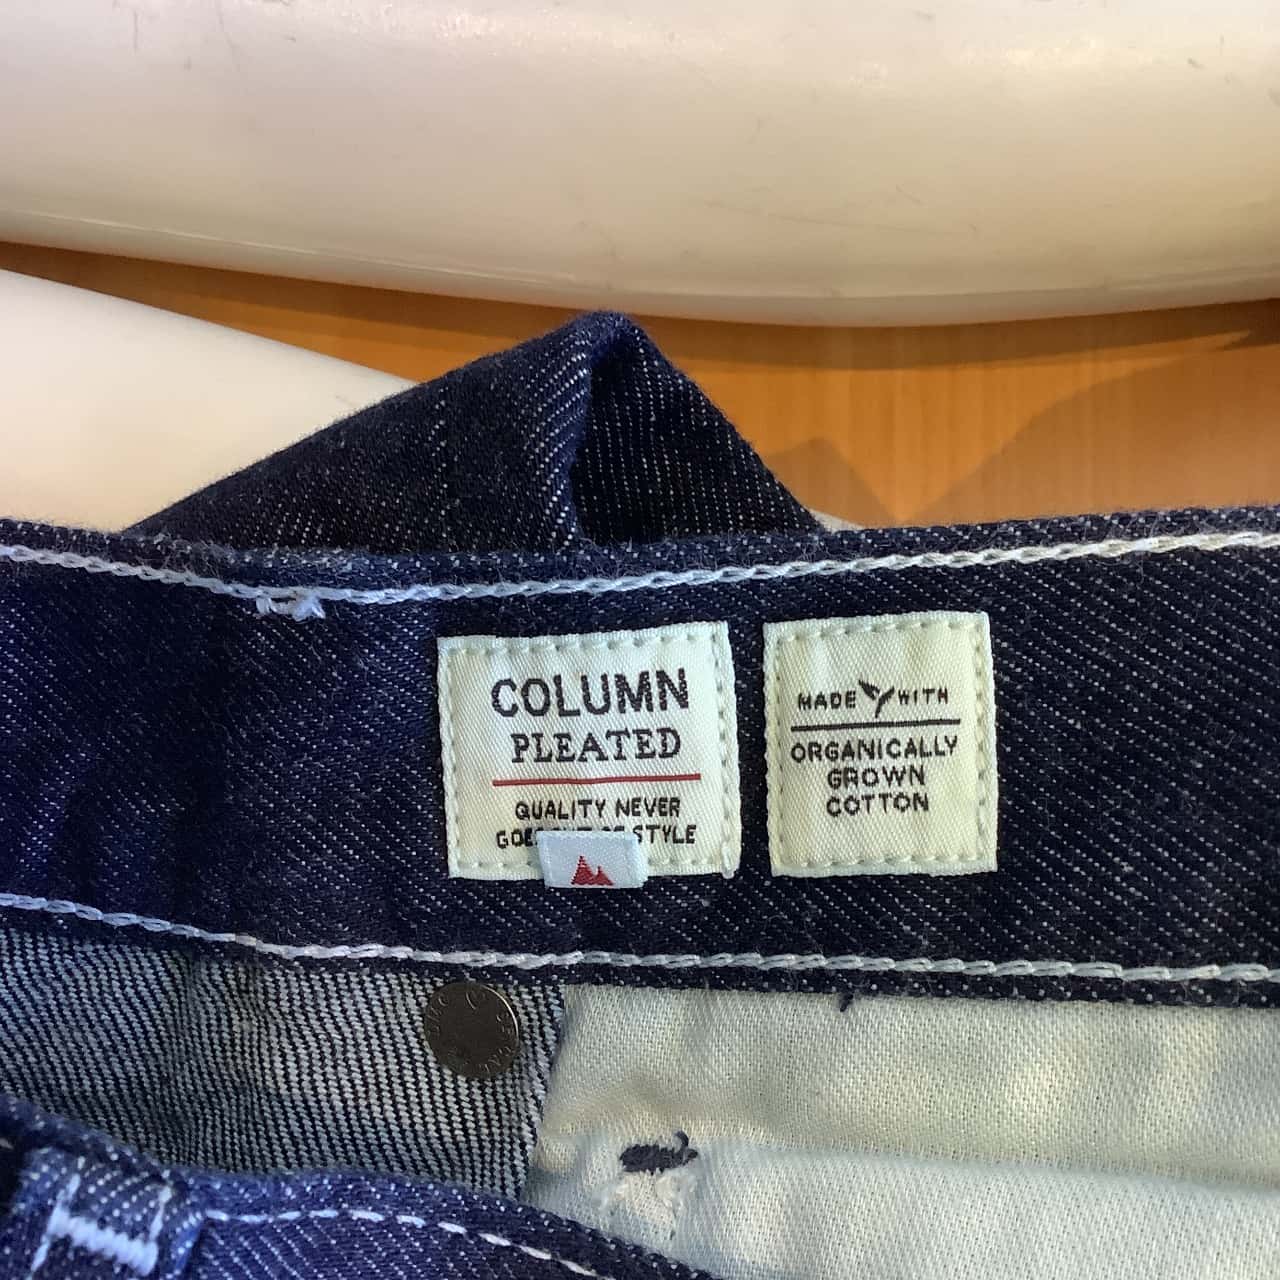 COLUMN
PLEATED
QUALITY NEVER
STYLE
MADE WITH
ORGANICALLY
GROWN
COTTON